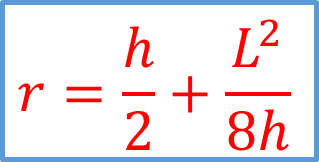 r = h/2 + L²/8h